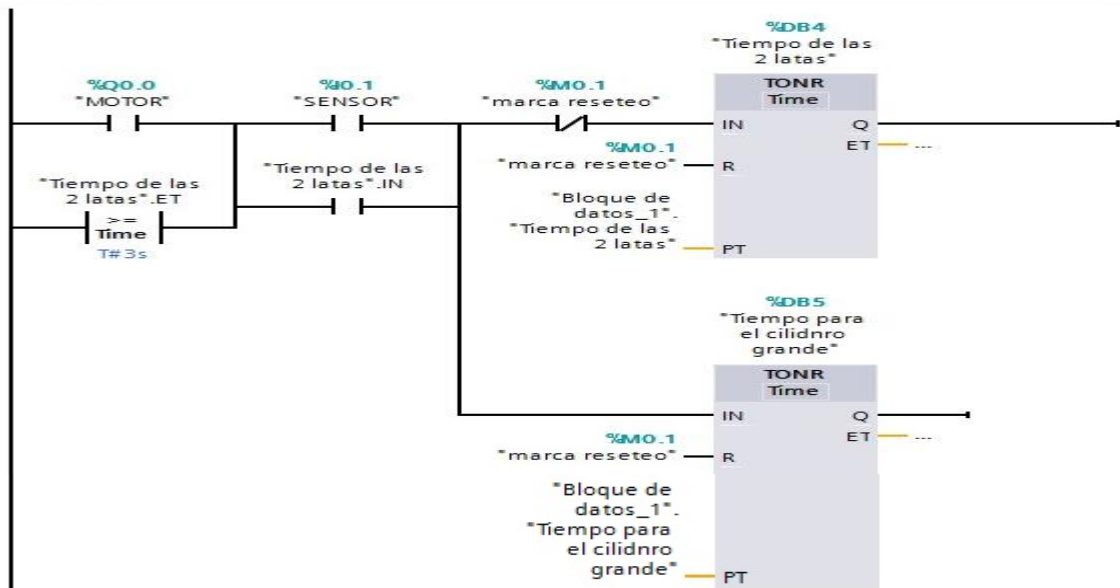 %DB4
"Tiempo de las
2 latas"
%Q0.0
"MOTOR"
%I0.1
"SENSOR"
%M0.1
"marca reseteo"
TONR
Time
IN
Q
ET
...
%M0.1
"marca reseteo"
R
"Tiempo de las
2 latas".ET
>=
Time
T#3s
"Tiempo de las
2 latas".IN
"Bloque de
datos_1".
"Tiempo de las
2 latas"
PT
%DB5
"Tiempo para
el cilidnro
grande"
TONR
Time
IN
Q
ET
...
%M0.1
"marca reseteo"
R
"Bloque de
datos_1".
"Tiempo para
el cilidnro
grande"
PT